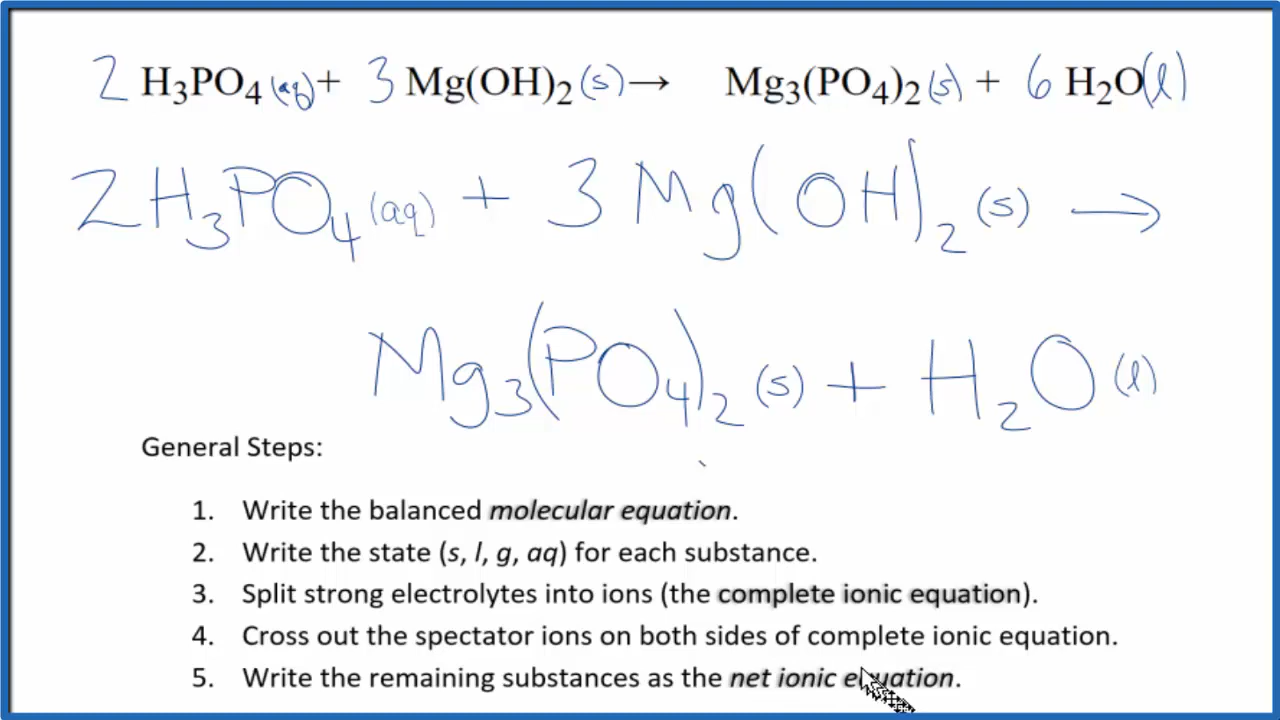 2 H₃PO₄(aq) + 3 Mg(OH)₂(s) → Mg₃(PO₄)₂(s) + 6 H₂O(l)
2H₃PO₄(aq) + 3Mg(OH)₂(s) →
Mg₃(PO₄)₂(s) + H₂O(l)
General Steps:
1. Write the balanced molecular equation.
2. Write the state (s, l, g, aq) for each substance.
3. Split strong electrolytes into ions (the complete ionic equation).
4. Cross out the spectator ions on both sides of complete ionic equation.
5. Write the remaining substances as the net ionic equation.